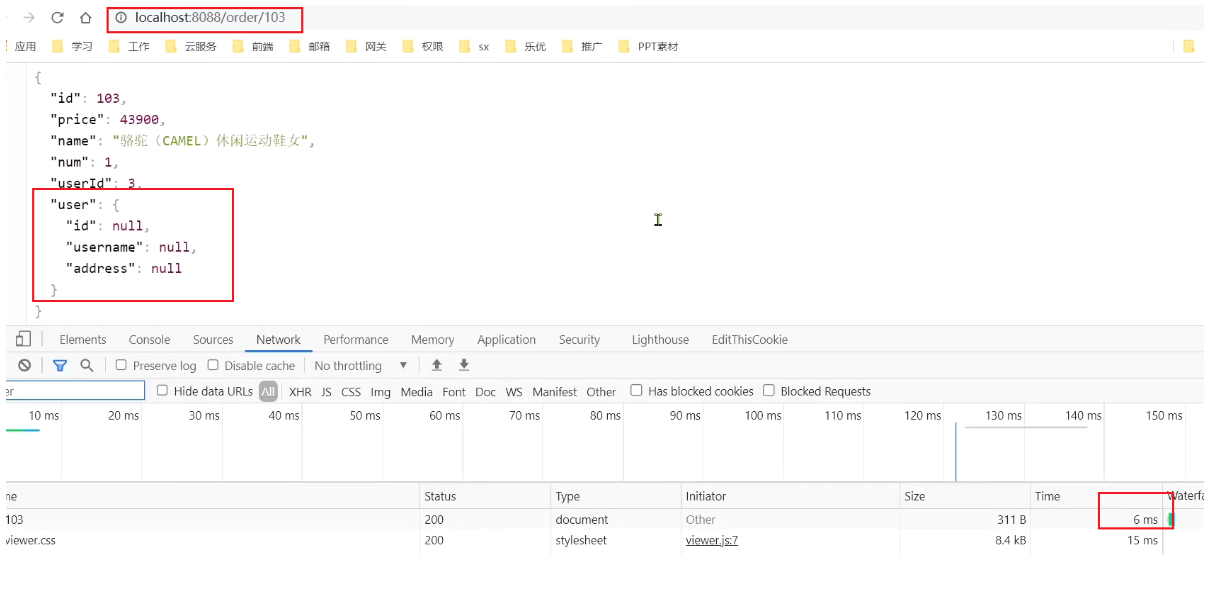 localhost:8088/order/103
应用 学习 工作 云服务 前端 邮箱 网关 权限 sx 乐优 推广 PPT素材
{
"id": 103,
"price": 43900,
"name": "骆驼（CAMEL）休闲运动鞋女",
"num": 1,
"userId": 3,
"user": {
"id": null,
"username": null,
"address": null
}
}
Elements Console Sources Network Performance Memory Application Security Lighthouse EditThisCookie
Preserve log Disable cache No throttling
er Hide data URLs All XHR JS CSS Img Media Font Doc WS Manifest Other Has blocked cookies Blocked Requests
10 ms 20 ms 30 ms 40 ms 50 ms 60 ms 70 ms 80 ms 90 ms 100 ms 110 ms 120 ms 130 ms 140 ms 150 ms
me Status Type Initiator Size Time Waterfa
103 200 document Other 311 B 6 ms
viewer.css 200 stylesheet viewer.js:7 8.4 kB 15 ms